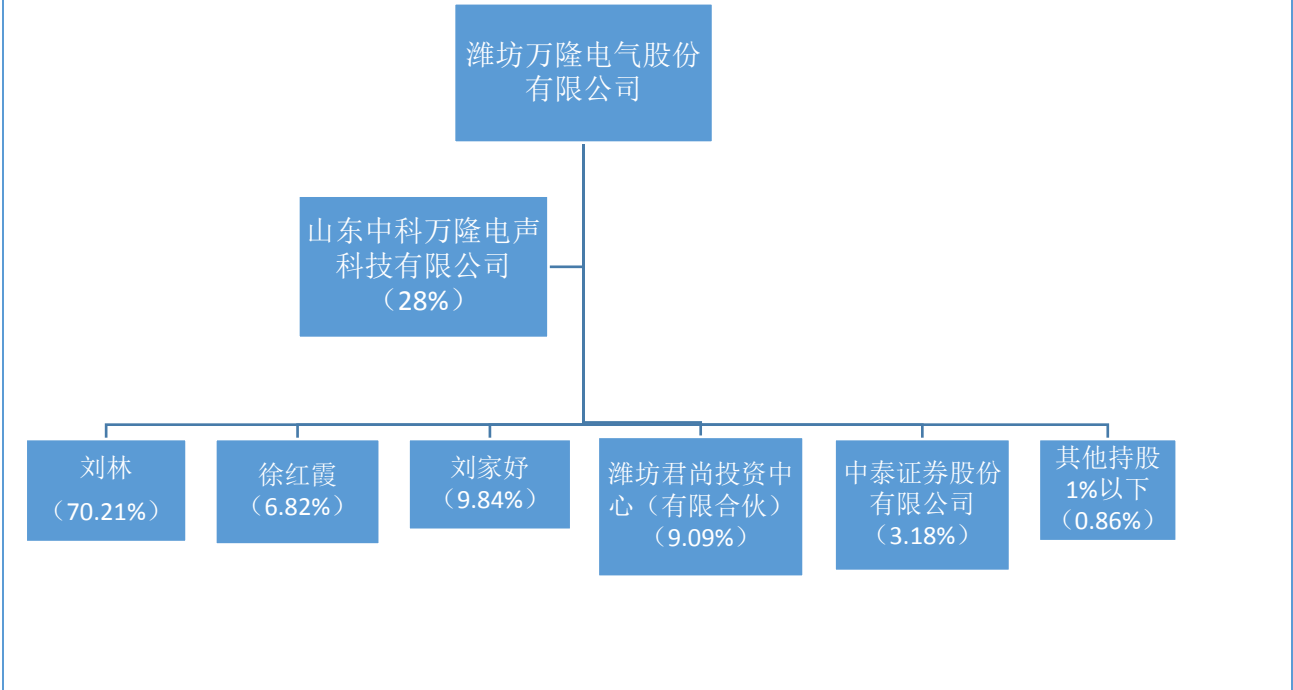 潍坊万隆电气股份
有限公司
山东中科万隆电声
科技有限公司
（28%）
刘林
（70.21%）
徐红霞
（6.82%）
刘家妤
（9.84%）
潍坊君尚投资中
心（有限合伙）
（9.09%）
中泰证券股份
有限公司
（3.18%）
其他持股
1%以下
（0.86%）